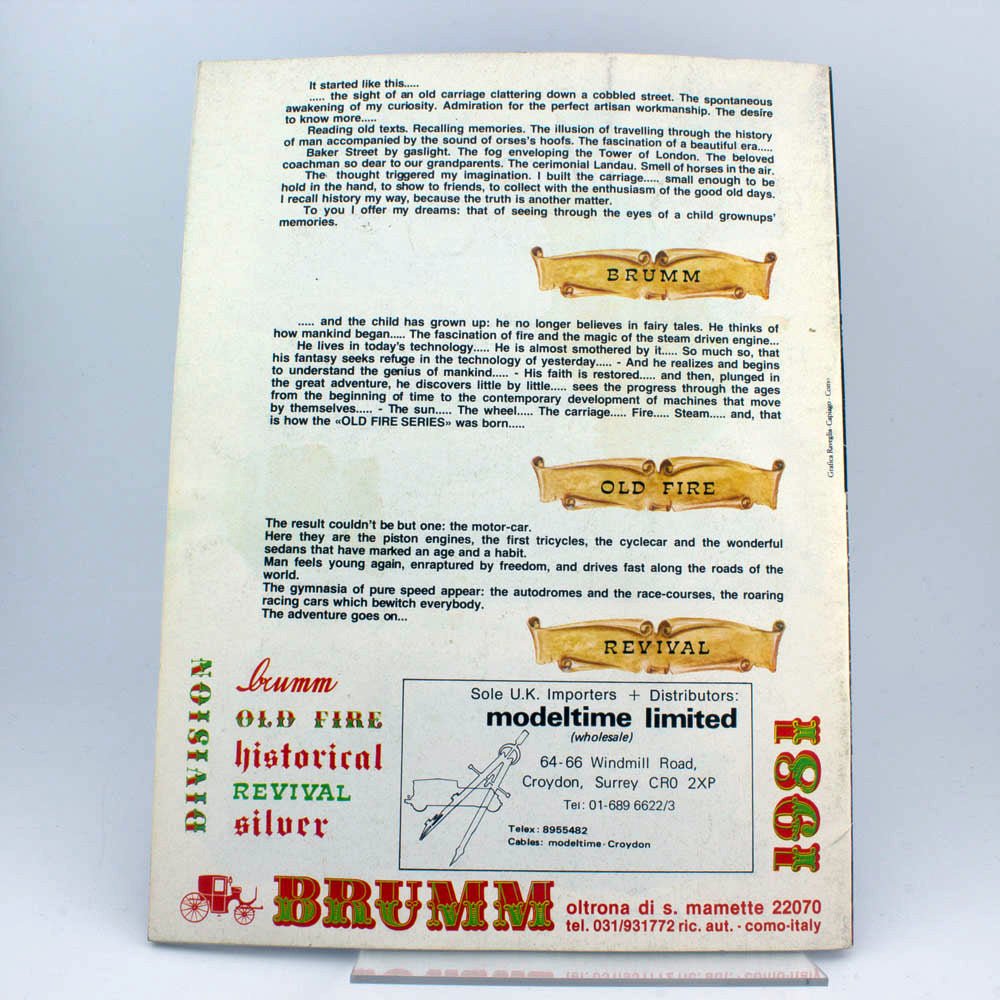 It started like this.....
..... the sight of an old carriage clattering down a cobbled street. The spontaneous
awakening of my curiosity. Admiration for the perfect artisan workmanship. The desire
to know more.....
Reading old texts. Recalling memories. The illusion of travelling through the history
of man accompanied by the sound of orses's hoofs. The fascination of a beautiful era.....
Baker Street by gaslight. The fog enveloping the Tower of London. The beloved
coachman so dear to our grandparents. The cerimonial Landau. Smell of horses in the air.
The thought triggered my imagination. I built the carriage..... small enough to be
hold in the hand, to show to friends, to collect with the enthusiasm of the good old days.
I recall history my way, because the truth is another matter.
To you I offer my dreams: that of seeing through the eyes of a child grownups'
memories.
BRUMM
..... and the child has grown up: he no longer believes in fairy tales. He thinks of
how mankind began..... The fascination of fire and the magic of the steam driven engine...
He lives in today's technology..... He is almost smothered by it..... So much so, that
his fantasy seeks refuge in the technology of yesterday..... - And he realizes and begins
to understand the genius of mankind..... - His faith is restored..... and then, plunged in
the great adventure, he discovers little by little..... sees the progress through the ages
from the beginning of time to the contemporary development of machines that move
by themselves..... - The sun..... The wheel..... The carriage..... Fire..... Steam..... and, that
is how the «OLD FIRE SERIES» was born.....
Grafica Raveglia - Capiago - Como
OLD FIRE
The result couldn't be but one: the motor-car.
Here they are the piston engines, the first tricycles, the cyclecar and the wonderful
sedans that have marked an age and a habit.
Man feels young again, enraptured by freedom, and drives fast along the roads of the
world.
The gymnasia of pure speed appear: the autodromes and the race-courses, the roaring
racing cars which bewitch everybody.
The adventure goes on...
REVIVAL
DIVISION
brumm
OLD FIRE
historical
REVIVAL
silver
Sole U.K. Importers + Distributors:
modeltime limited
(wholesale)
64-66 Windmill Road,
Croydon, Surrey CR0 2XP
Tel: 01-689 6622/3
Telex: 8955482
Cables: modeltime-Croydon
1981
BRUMM
oltrona di s. mamette 22070
tel. 031/931772 ric. aut. - como-italy